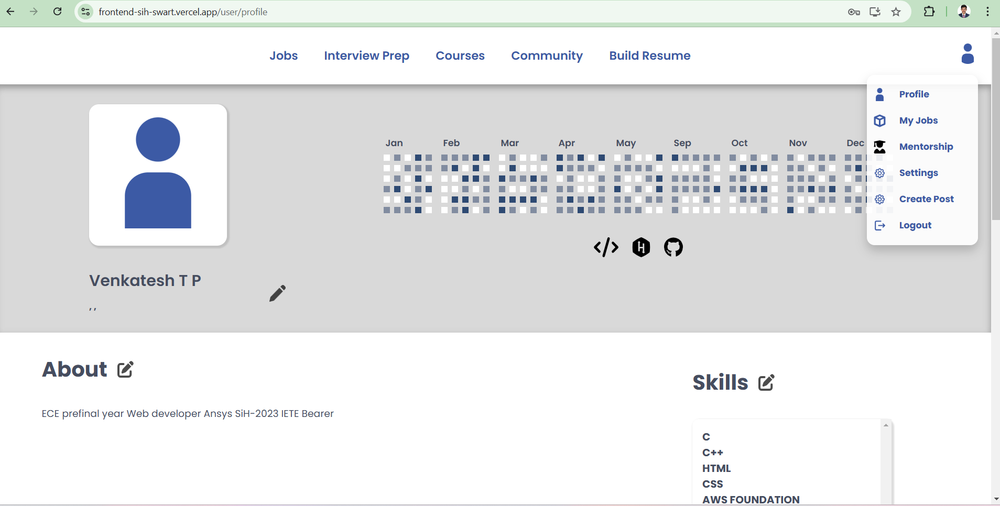 frontend-sih-swart.vercel.app/user/profile
Jobs Interview Prep Courses Community Build Resume
Profile
My Jobs
Mentorship
Settings
Create Post
Logout
Jan Feb Mar Apr May Sep Oct Nov Dec
Venkatesh T P
, ,
About
ECE prefinal year Web developer Ansys SiH-2023 IETE Bearer
Skills
C
C++
HTML
CSS
AWS FOUNDATION